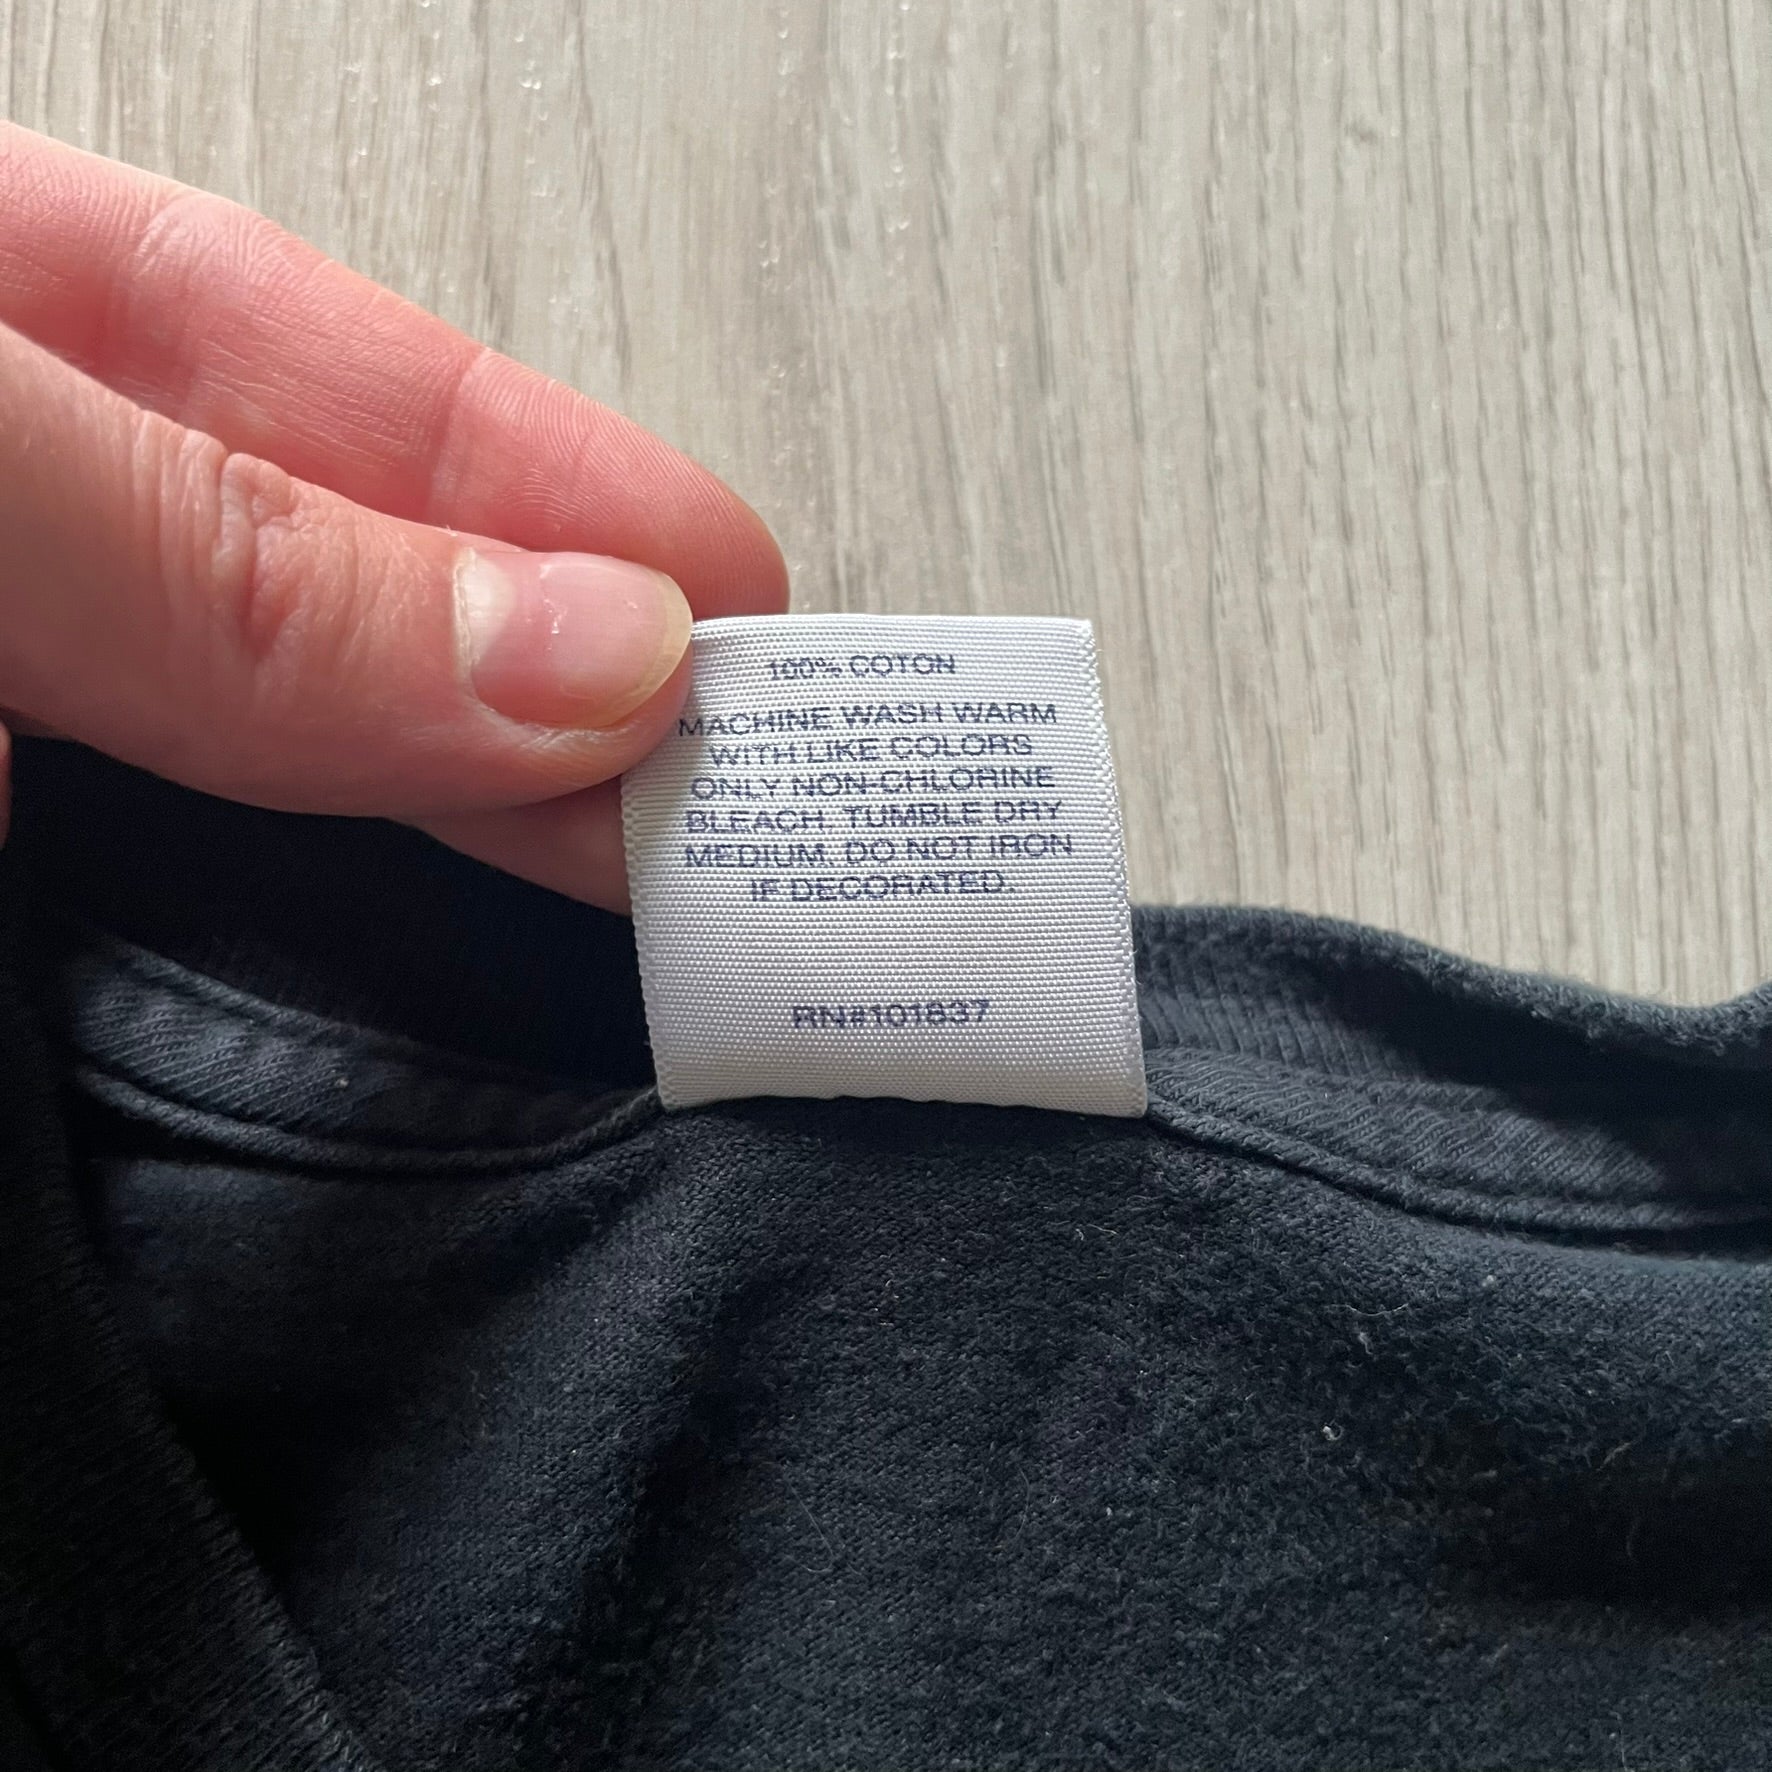 100% COTON
MACHINE WASH WARM
WITH LIKE COLORS
ONLY NON-CHLORINE
BLEACH. TUMBLE DRY
MEDIUM. DO NOT IRON
IF DECORATED.
RN#101837